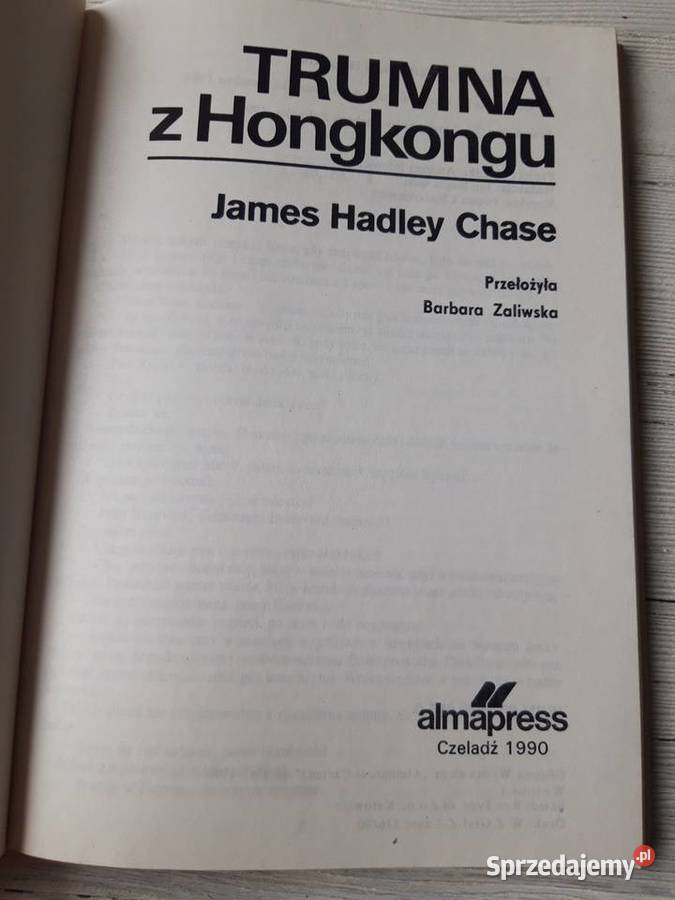 TRUMNA
z Hongkongu
James Hadley Chase
Przełożyła
Barbara Zaliwska
almapress
Czeladź 1990
Sprzedajemy.pl